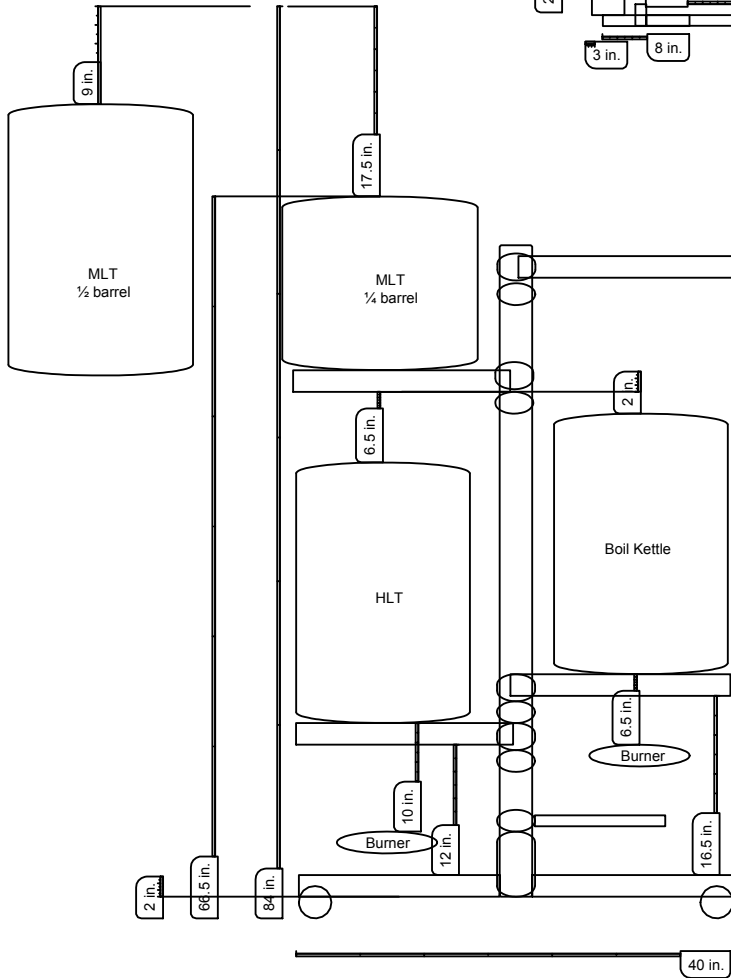 2
3 in.
8 in.
9 in.
17.5 in.
MLT
½ barrel
MLT
¼ barrel
2 in.
6.5 in.
Boil Kettle
HLT
6.5 in.
Burner
10 in.
Burner
12 in.
16.5 in.
2 in.
66.5 in.
84 in.
40 in.